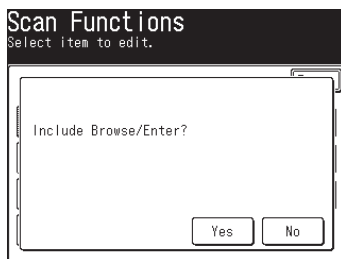 Scan Functions
Select item to edit.
Include Browse/Enter?
Yes No